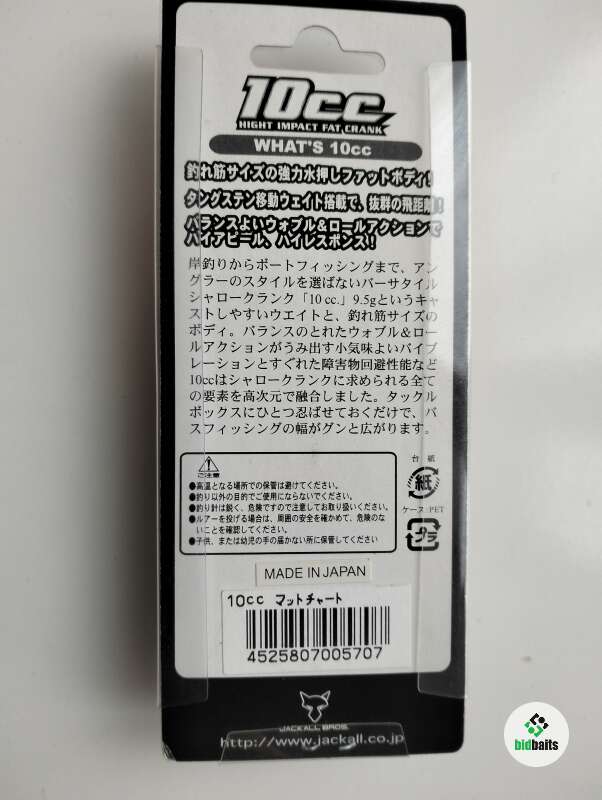 10cc
HIGHT IMPACT FAT CRANK
WHAT'S 10cc
釣れ筋サイズの強力水押しファットボディ！
タングステン移動ウェイト搭載で、抜群の飛距離！
バランスよいウォブル＆ロールアクションで
ハイアピール、ハイレスポンス！
岸釣りからボートフィッシングまで、アン
グラーのスタイルを選ばないバーサタイル
シャロークランク「10 cc.」9.5gというキャ
ストしやすいウエイトと、釣れ筋サイズの
ボディ。バランスのとれたウォブル&ロー
ルアクションがうみ出す小気味よいバイブ
レーションとすぐれた障害物回避性能など
10ccはシャロークランクに求められる全て
の要素を高次元で融合しました。タックル
ボックスにひとつ忍ばせておくだけで、バ
スフィッシングの幅がグンと広がります。
ご注意
●高温となる場所での保管は避けてください。
●釣り以外の目的でご使用にならないでください。
●釣り針は鋭く、危険ですので注意してお取り扱いください。
●ルアーを投げる場合は、周囲の安全を確かめて、危険のな
いことを確認してください。
●子供、または幼児の手の届かない所に保管してください
台 紙
紙
ケース:PET
プラ
MADE IN JAPAN
10cc マットチャート
4525807005707
JACKALL BROS.
http://www.jackall.co.jp
bidbaits